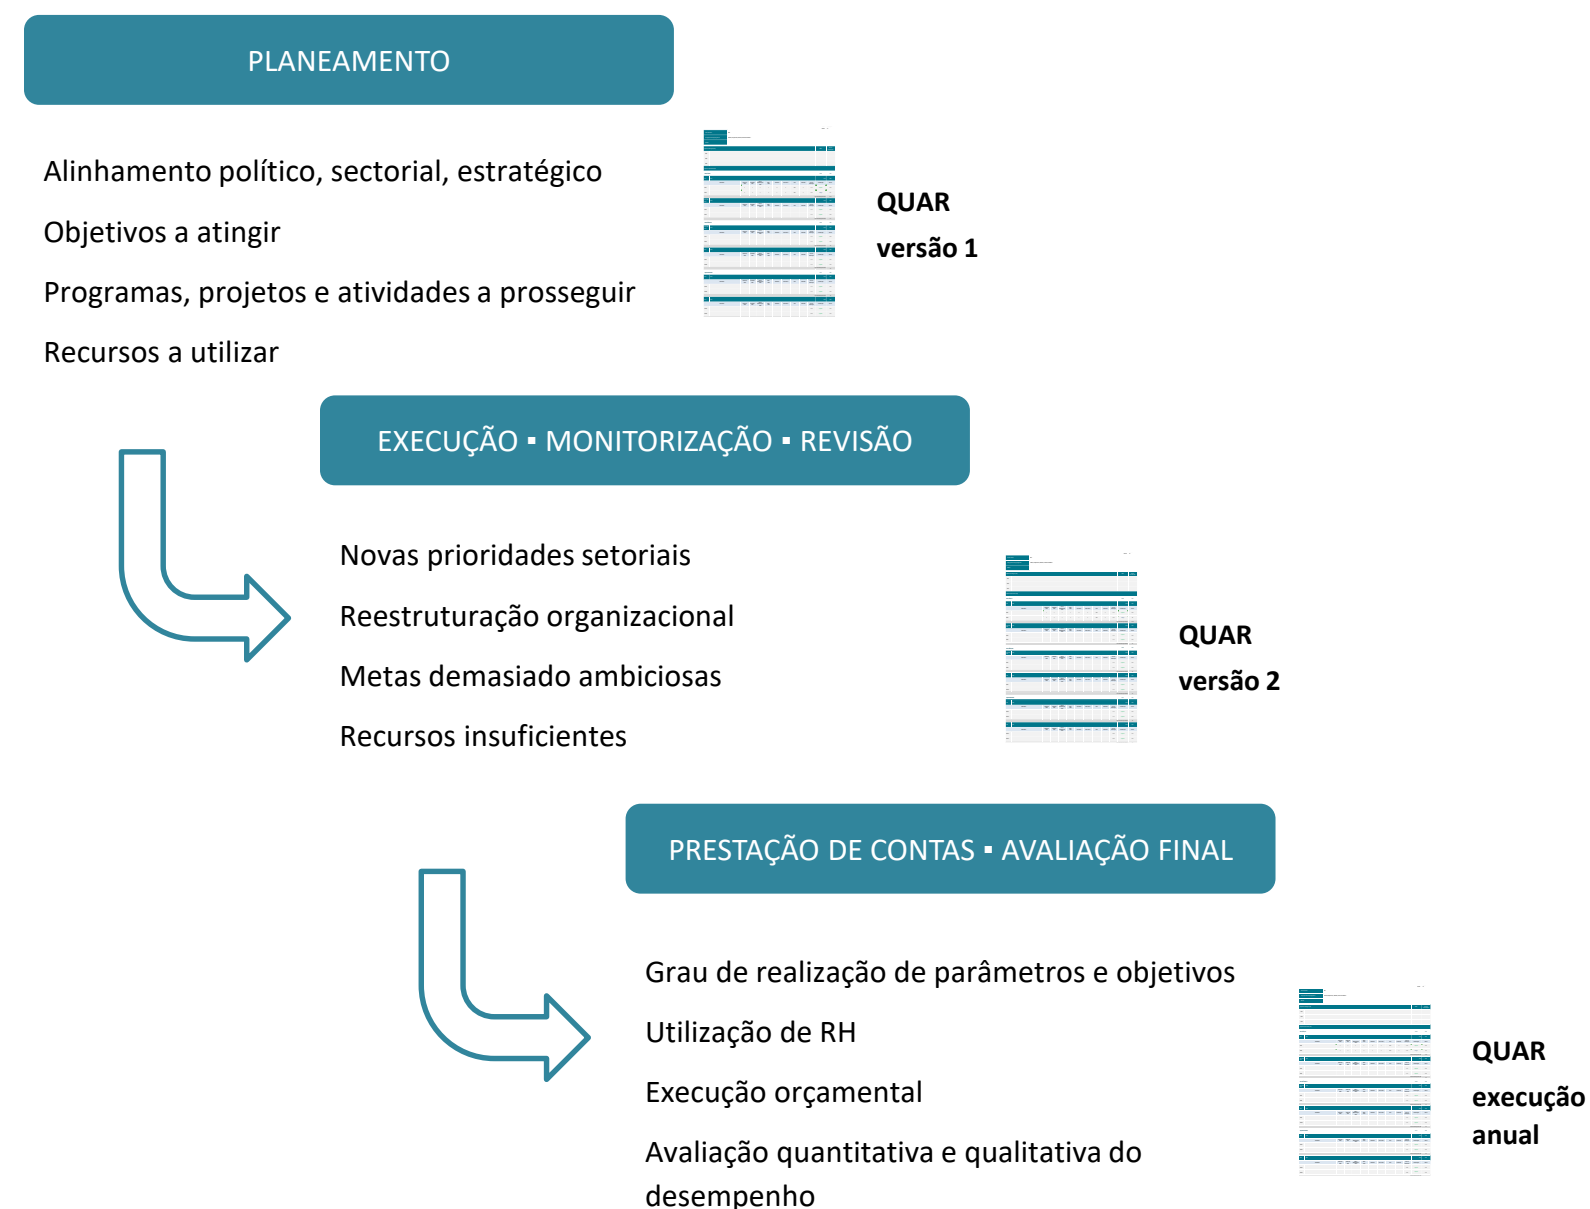 PLANEAMENTO
Alinhamento político, sectorial, estratégico
Objetivos a atingir
Programas, projetos e atividades a prosseguir
Recursos a utilizar
QUAR
versão 1
EXECUÇÃO ▪ MONITORIZAÇÃO ▪ REVISÃO
Novas prioridades setoriais
Reestruturação organizacional
Metas demasiado ambiciosas
Recursos insuficientes
QUAR
versão 2
PRESTAÇÃO DE CONTAS ▪ AVALIAÇÃO FINAL
Grau de realização de parâmetros e objetivos
Utilização de RH
Execução orçamental
Avaliação quantitativa e qualitativa do
desempenho
QUAR
execução
anual